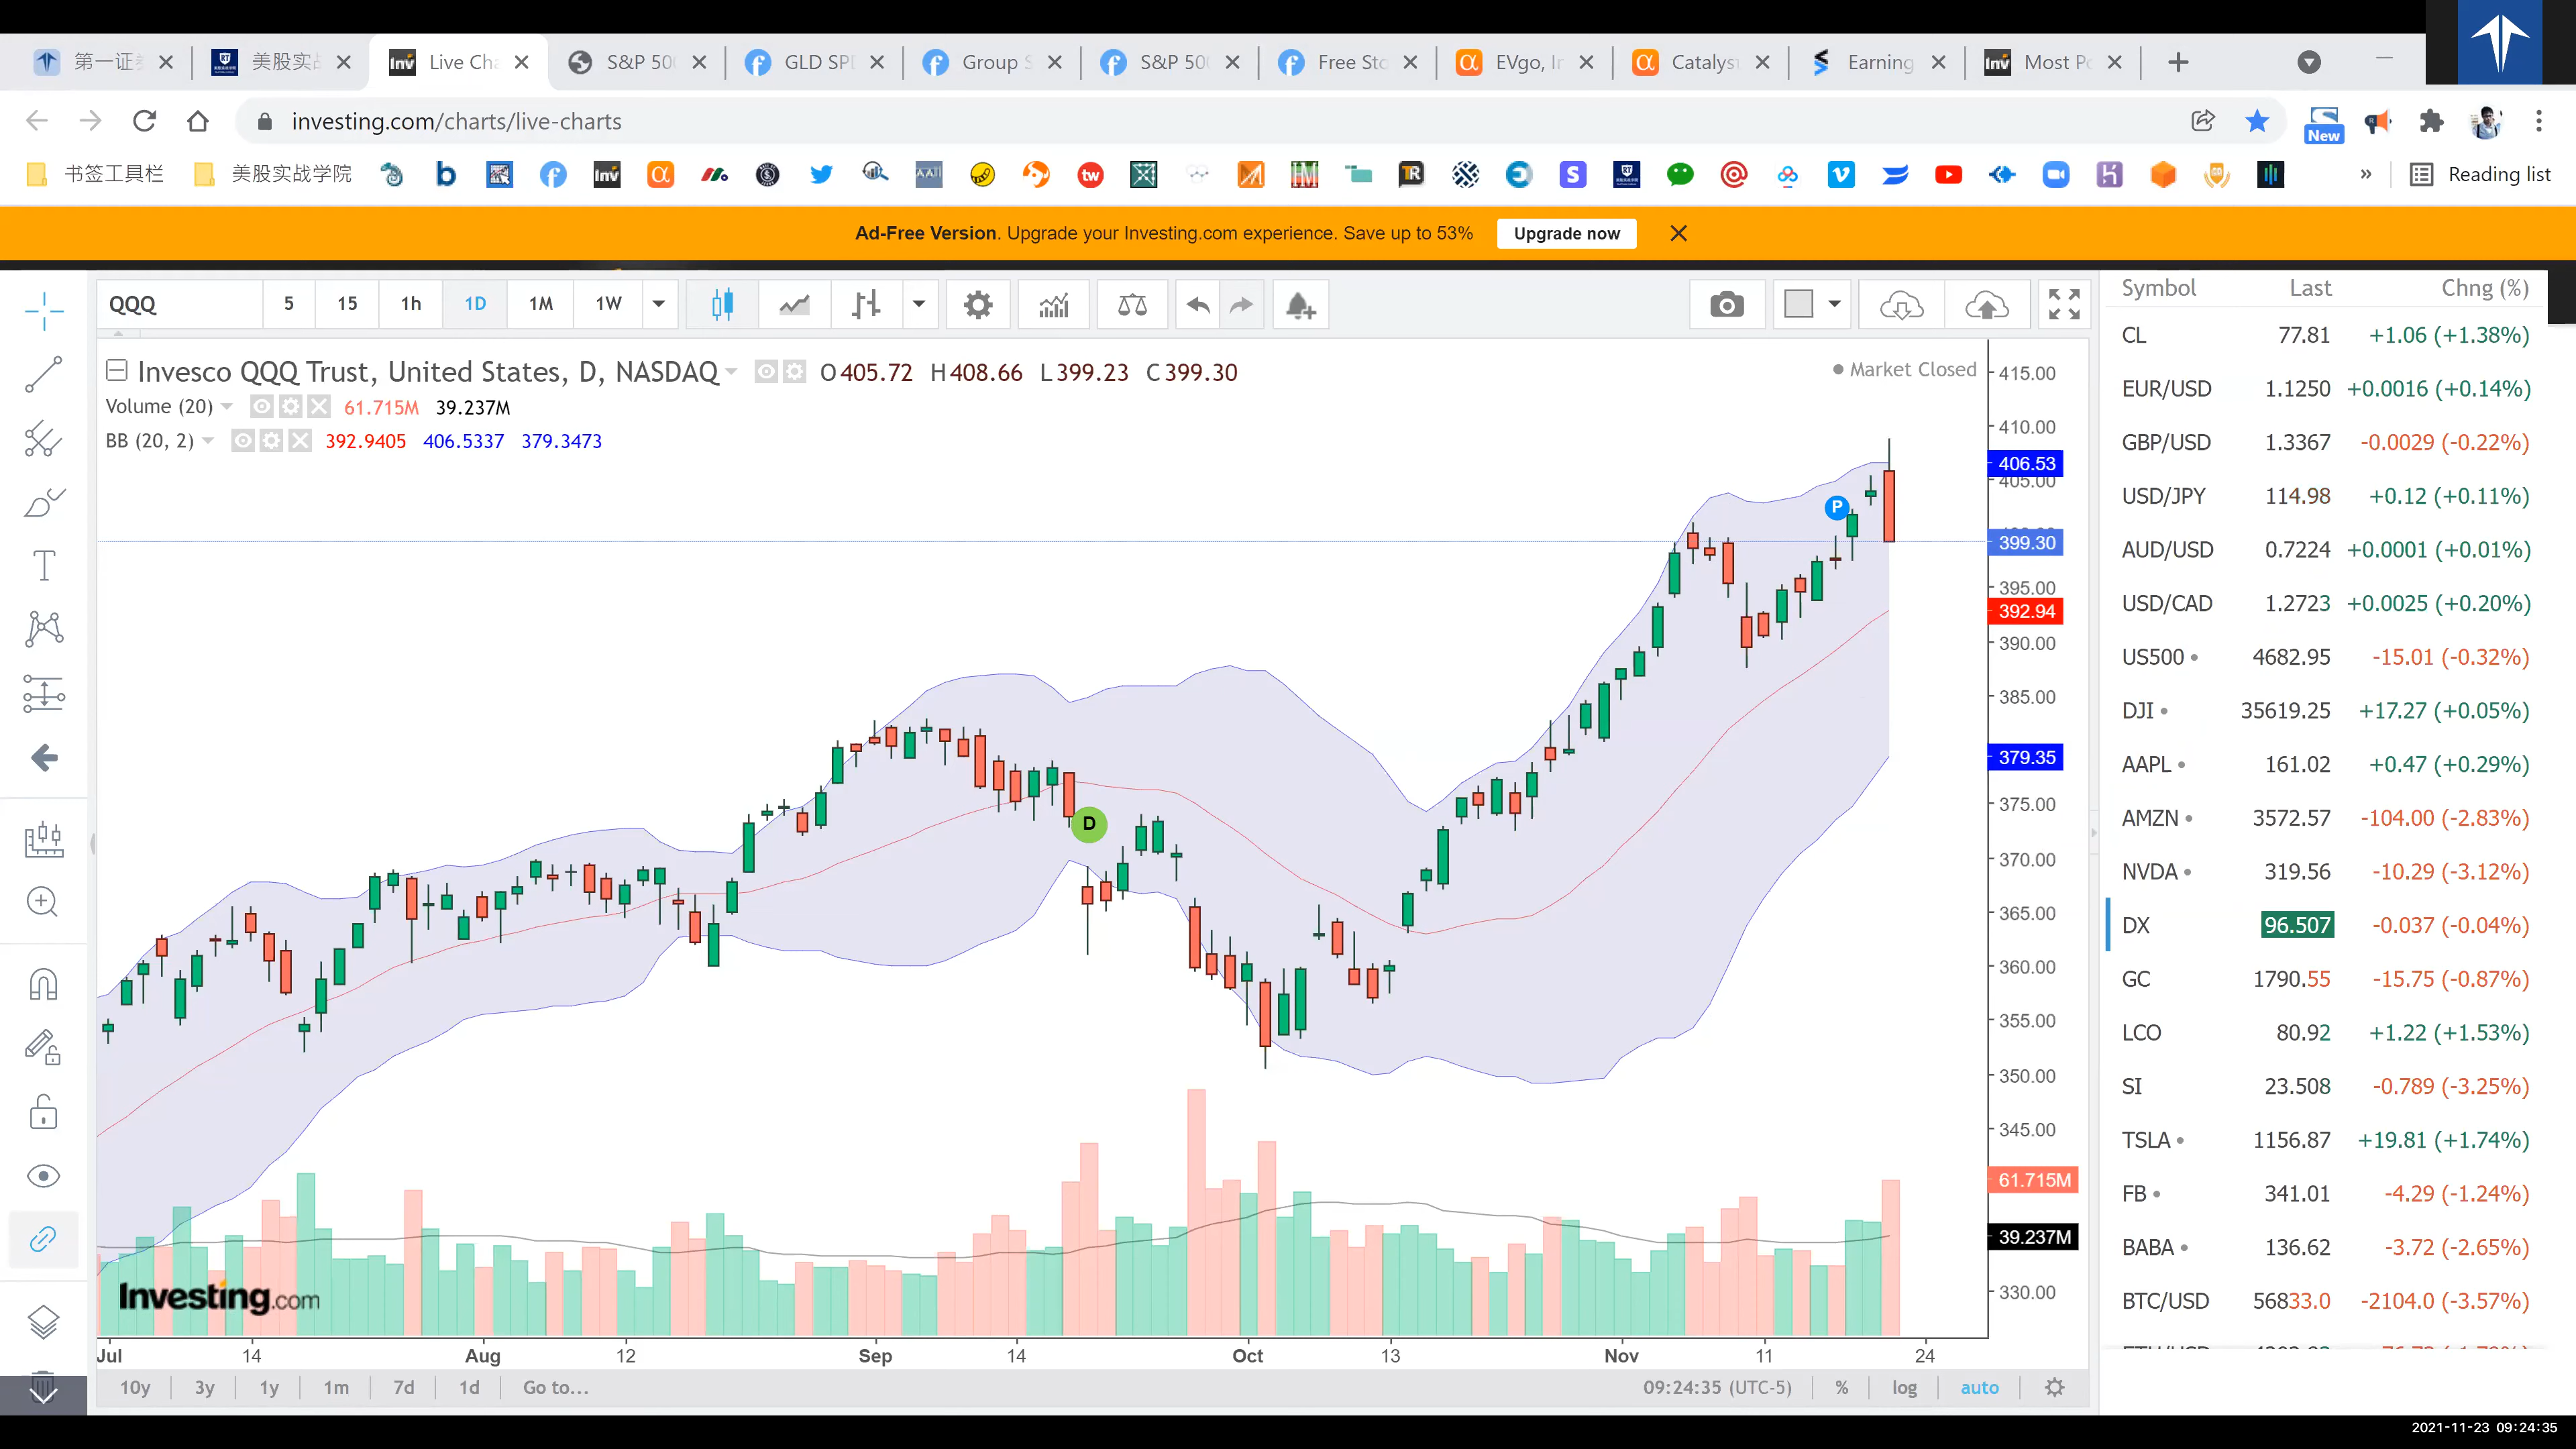 第一证
美股实
Live Cha
S&P 50
GLD SP
Group S
S&P 50
Free Sto
EVgo, In
Catalys
Earning
Most Po
investing.com/charts/live-charts
New
书签工具栏
美股实战学院
Reading list
Ad-Free Version. Upgrade your Investing.com experience. Save up to 53%
Upgrade now
QQQ 5 15 1h 1D 1M 1W
Invesco QQQ Trust, United States, D, NASDAQ O405.72 H408.66 L399.23 C399.30
Market Closed
Volume (20) 61.715M 39.237M
BB (20, 2) 392.9405 406.5337 379.3473
P
D
415.00
410.00
406.53
405.00
399.30
395.00
392.94
390.00
385.00
379.35
375.00
370.00
365.00
360.00
355.00
350.00
345.00
61.715M
39.237M
330.00
Investing.com
Jul 14 Aug 12 Sep 14 Oct 13 Nov 11 24
10y 3y 1y 1m 7d 1d Go to...
09:24:35 (UTC-5) % log auto
Symbol Last Chng (%)
CL 77.81 +1.06 (+1.38%)
EUR/USD 1.1250 +0.0016 (+0.14%)
GBP/USD 1.3367 -0.0029 (-0.22%)
USD/JPY 114.98 +0.12 (+0.11%)
AUD/USD 0.7224 +0.0001 (+0.01%)
USD/CAD 1.2723 +0.0025 (+0.20%)
US500 4682.95 -15.01 (-0.32%)
DJI 35619.25 +17.27 (+0.05%)
AAPL 161.02 +0.47 (+0.29%)
AMZN 3572.57 -104.00 (-2.83%)
NVDA 319.56 -10.29 (-3.12%)
DX 96.507 -0.037 (-0.04%)
GC 1790.55 -15.75 (-0.87%)
LCO 80.92 +1.22 (+1.53%)
SI 23.508 -0.789 (-3.25%)
TSLA 1156.87 +19.81 (+1.74%)
FB 341.01 -4.29 (-1.24%)
BABA 136.62 -3.72 (-2.65%)
BTC/USD 56833.0 -2104.0 (-3.57%)
2021-11-23 09:24:35